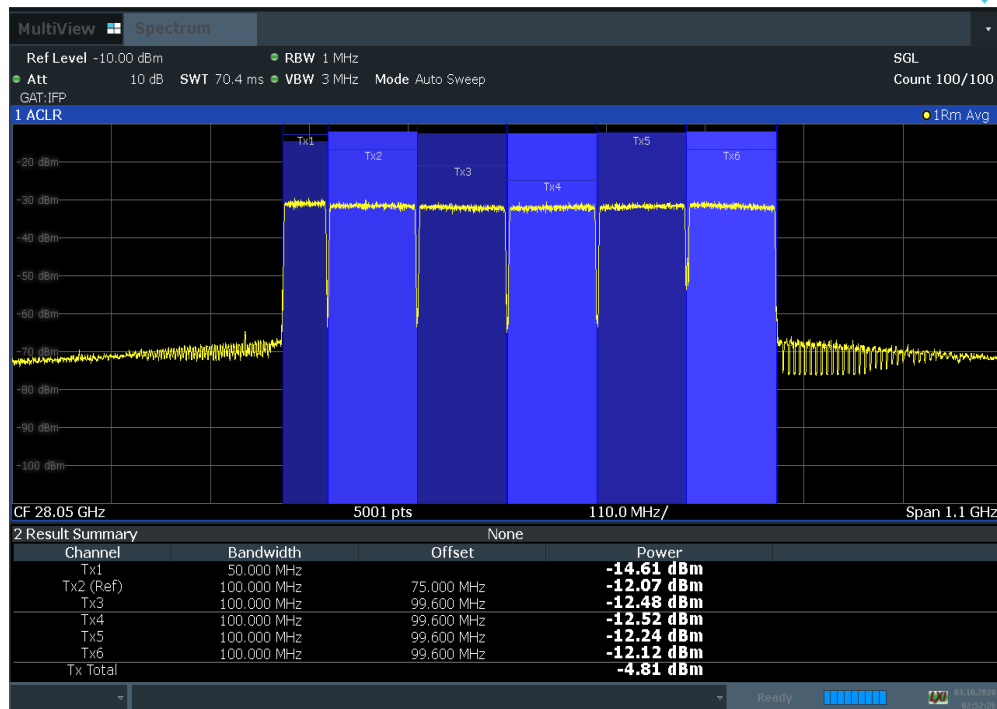 MultiView Spectrum
Ref Level -10.00 dBm RBW 1 MHz SGL
Att 10 dB SWT 70.4 ms VBW 3 MHz Mode Auto Sweep Count 100/100
GAT:IFP
1 ACLR 1Rm Avg
Tx1 Tx5
Tx2 Tx6
-20 dBm
Tx3
Tx4
-30 dBm
-40 dBm
-50 dBm
-60 dBm
-70 dBm
-80 dBm
-90 dBm
-100 dBm
CF 28.05 GHz 5001 pts 110.0 MHz/ Span 1.1 GHz
2 Result Summary None
Channel Bandwidth Offset Power
Tx1 50.000 MHz -14.61 dBm
Tx2 (Ref) 100.000 MHz 75.000 MHz -12.07 dBm
Tx3 100.000 MHz 99.600 MHz -12.48 dBm
Tx4 100.000 MHz 99.600 MHz -12.52 dBm
Tx5 100.000 MHz 99.600 MHz -12.24 dBm
Tx6 100.000 MHz 99.600 MHz -12.12 dBm
Tx Total -4.81 dBm
Ready LXI 03.10.2020
02:52:26